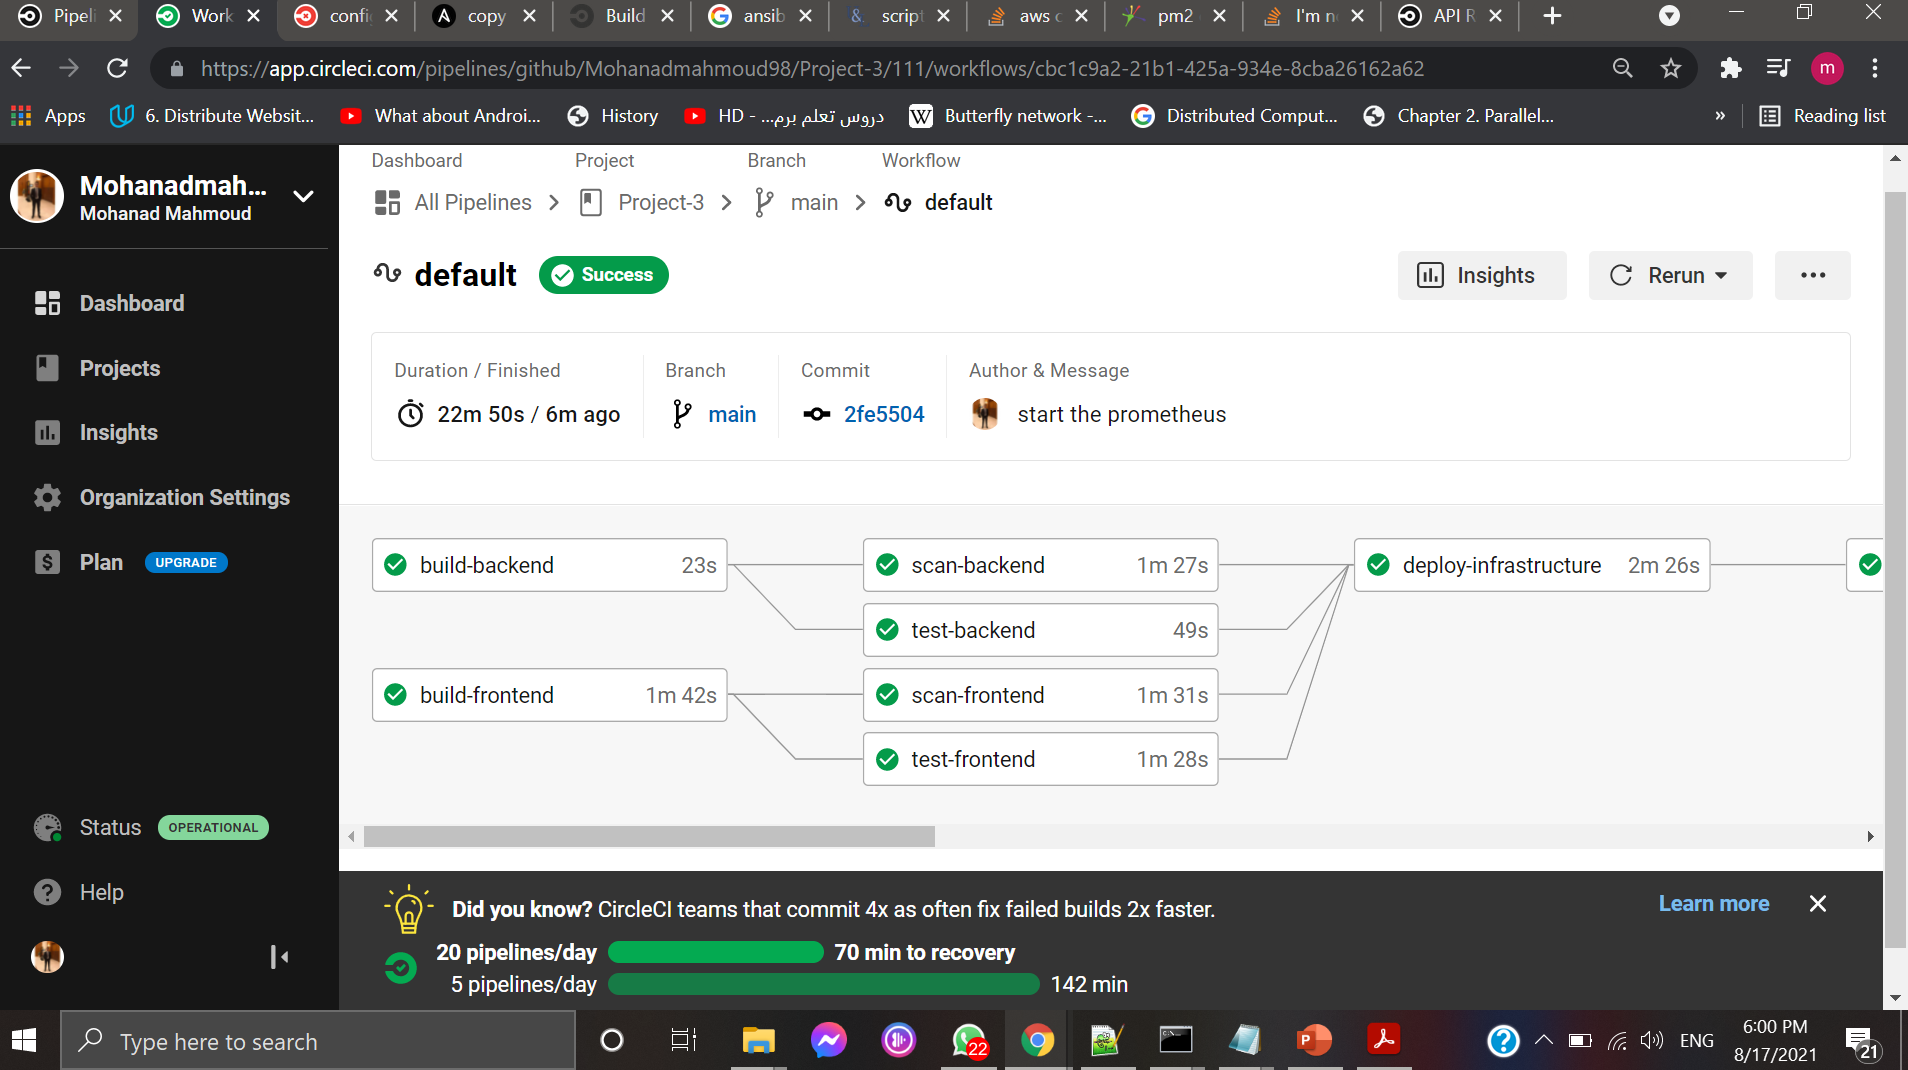 Pipeli
Work
confi
copy
Build
ansib
script
aws c
pm2
I'm n
API R
https://app.circleci.com/pipelines/github/Mohanadmahmoud98/Project-3/111/workflows/cbc1c9a2-21b1-425a-934e-8cba26162a62
m
Apps
6. Distribute Websit...
What about Androi...
History
HD - ...دروس تعلم برم
Butterfly network -...
Distributed Comput...
Chapter 2. Parallel...
»
Reading list
Mohanadmah...
Mohanad Mahmoud
Dashboard
Projects
Insights
Organization Settings
Plan UPGRADE
Status OPERATIONAL
Help
Dashboard Project Branch Workflow
All Pipelines > Project-3 > main > default
default Success
Insights Rerun ...
Duration / Finished Branch Commit Author & Message
22m 50s / 6m ago main 2fe5504 start the prometheus
build-backend 23s scan-backend 1m 27s deploy-infrastructure 2m 26s
test-backend 49s
build-frontend 1m 42s scan-frontend 1m 31s
test-frontend 1m 28s
Did you know? CircleCI teams that commit 4x as often fix failed builds 2x faster.
Learn more
20 pipelines/day 70 min to recovery
5 pipelines/day 142 min
Type here to search
22
ENG
6:00 PM
8/17/2021
21